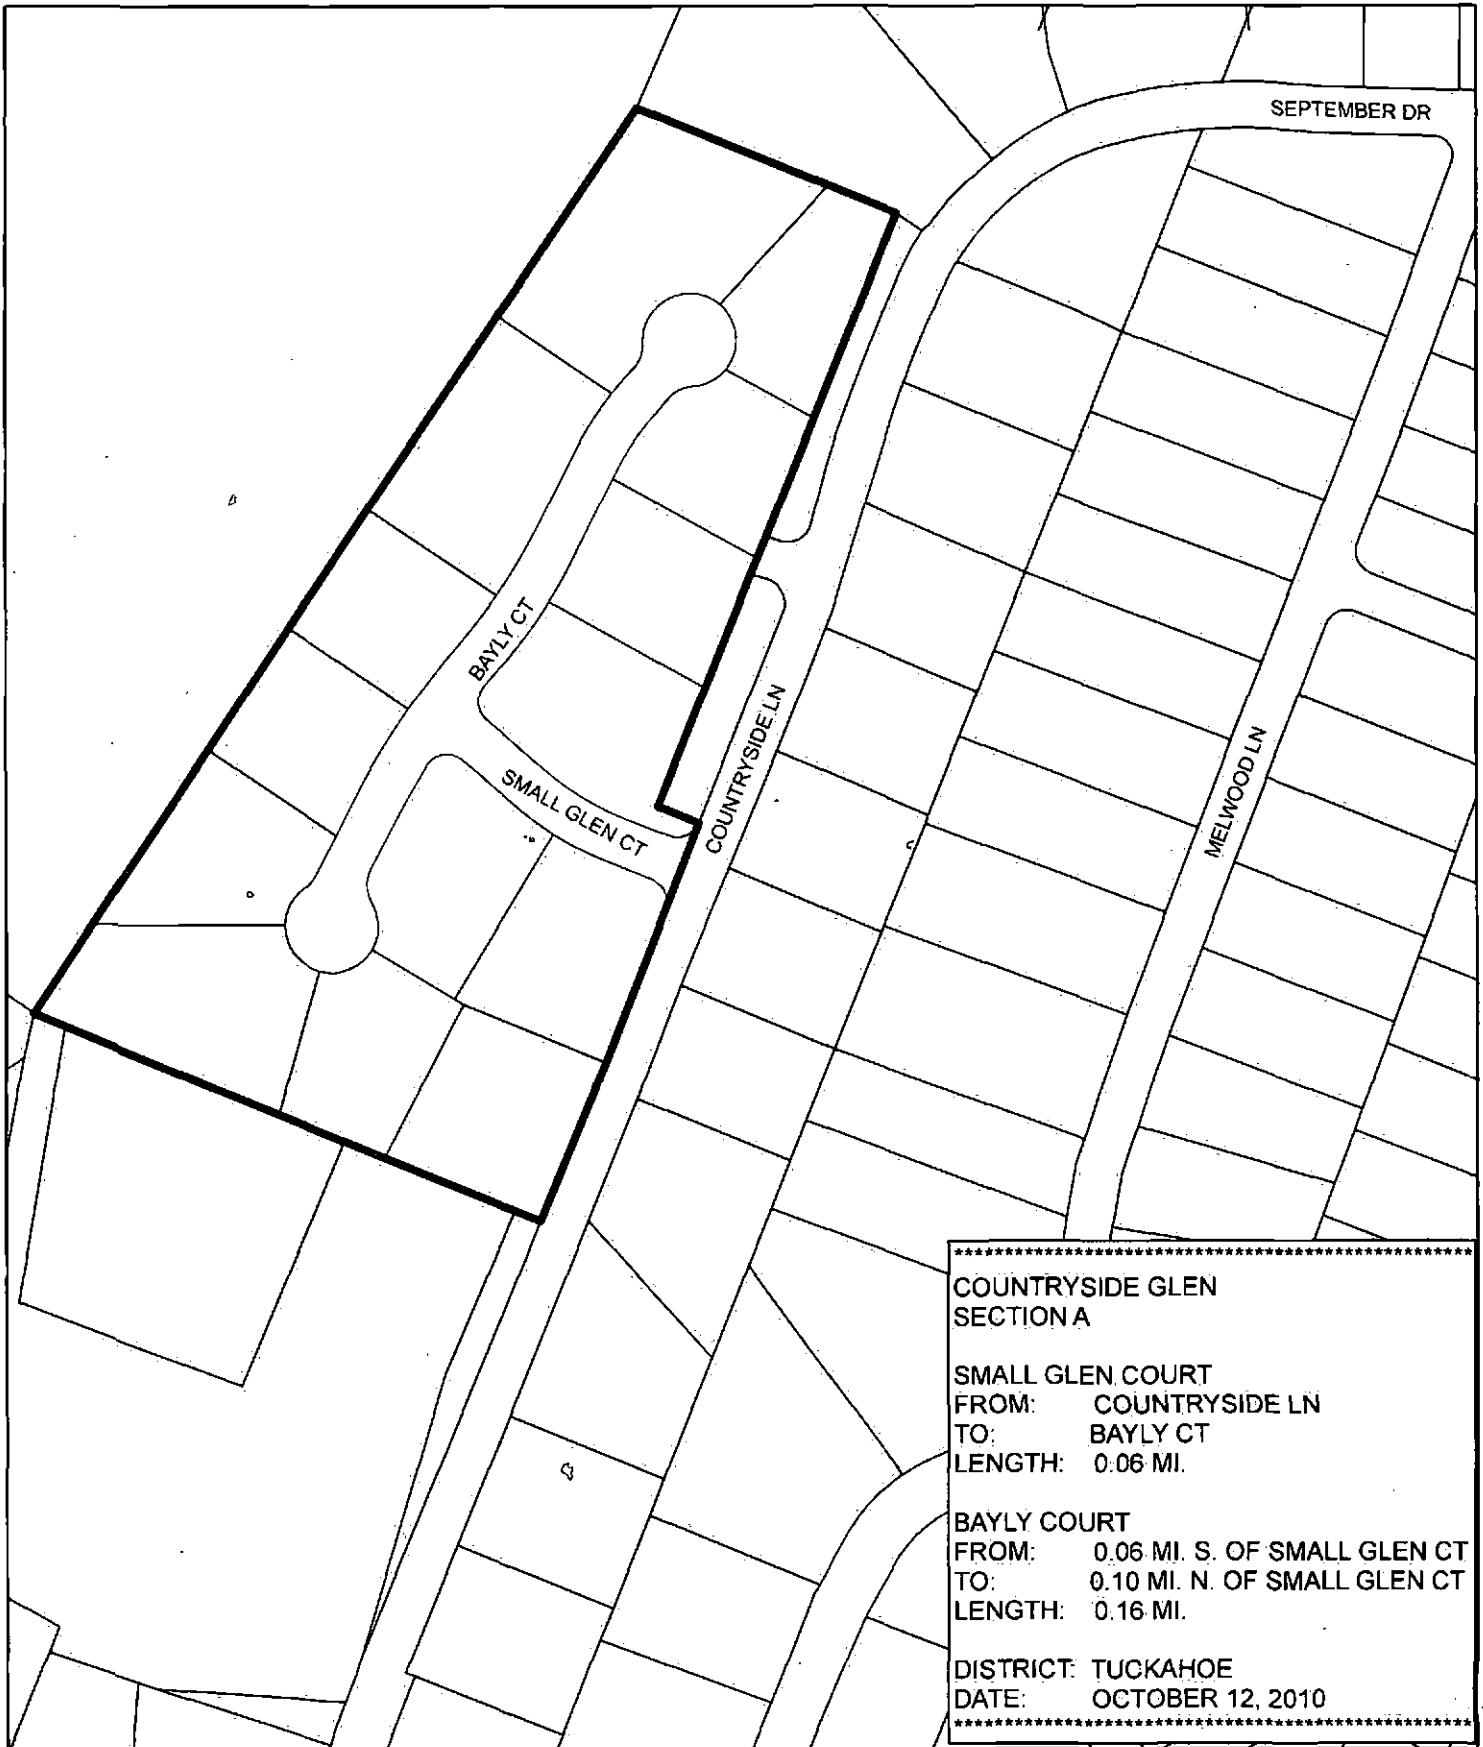 SEPTEMBER DR
BAYLY CT
SMALL GLEN CT
COUNTRYSIDE LN
MELWOOD LN
COUNTRYSIDE GLEN
SECTION A
SMALL GLEN COURT
FROM: COUNTRYSIDE LN
TO: BAYLY CT
LENGTH: 0.06 MI.
BAYLY COURT
FROM: 0.06 MI. S. OF SMALL GLEN CT
TO: 0.10 MI. N. OF SMALL GLEN CT
LENGTH: 0.16 MI.
DISTRICT: TUCKAHOE
DATE: OCTOBER 12, 2010